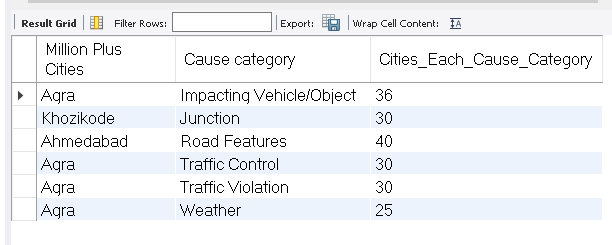 Result Grid Filter Rows: Export: Wrap Cell Content: IA
Million Plus Cities Cause category Cities_Each_Cause_Category
Agra Impacting Vehicle/Object 36
Khozikode Junction 30
Ahmedabad Road Features 40
Agra Traffic Control 30
Agra Traffic Violation 30
Agra Weather 25